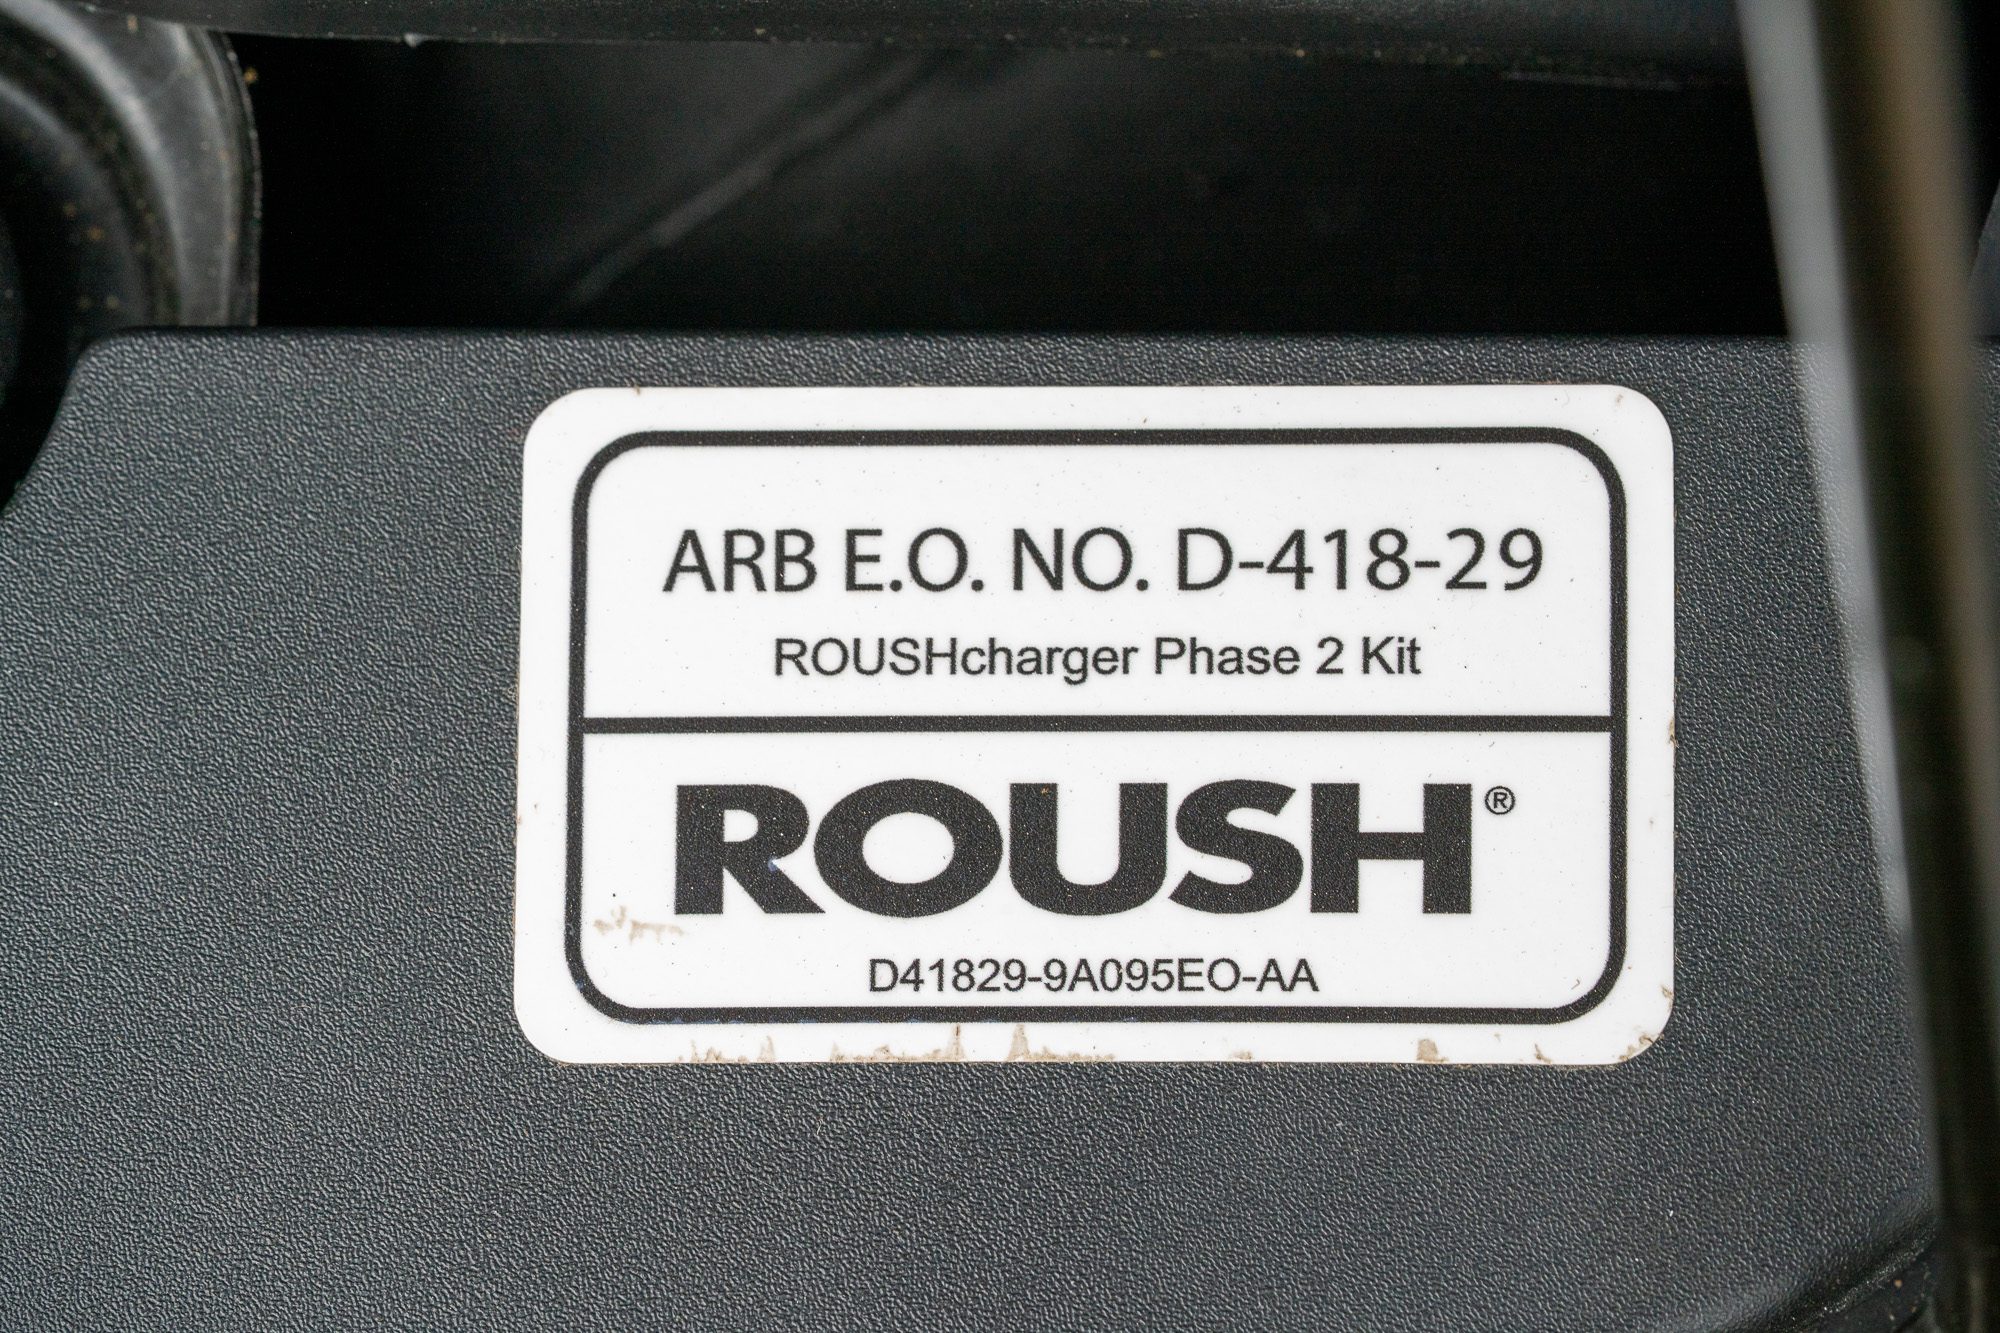 ARB E.O. NO. D-418-29
ROUSHcharger Phase 2 Kit
ROUSH®
D41829-9A095EO-AA